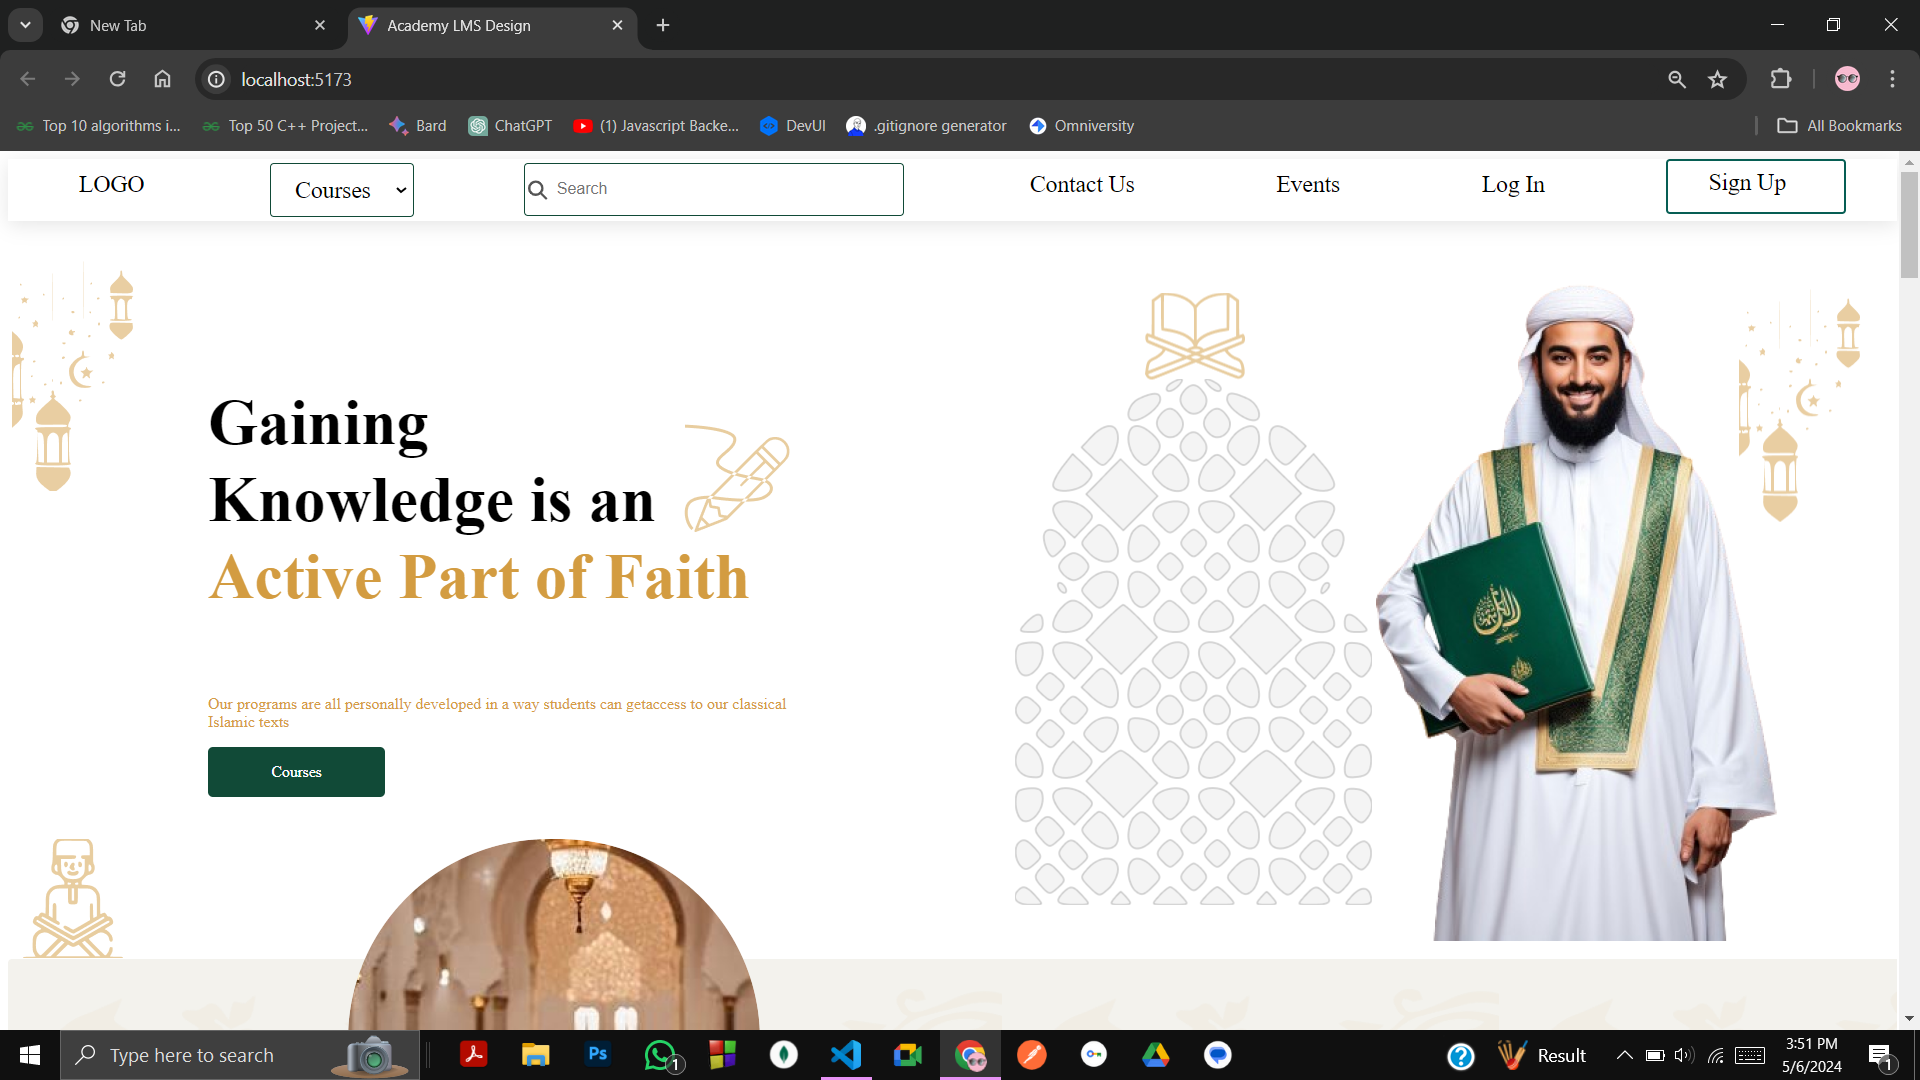 New Tab
Academy LMS Design
localhost:5173
Top 10 algorithms i...
Top 50 C++ Project...
Bard
ChatGPT
(1) Javascript Backe...
DevUI
.gitignore generator
Omniversity
All Bookmarks
LOGO
Courses
Search
Contact Us
Events
Log In
Sign Up
Gaining
Knowledge is an
Active Part of Faith
Our programs are all personally developed in a way students can getaccess to our classical
Islamic texts
Courses
Type here to search
Ps
1
Result
3:51 PM
5/6/2024
1